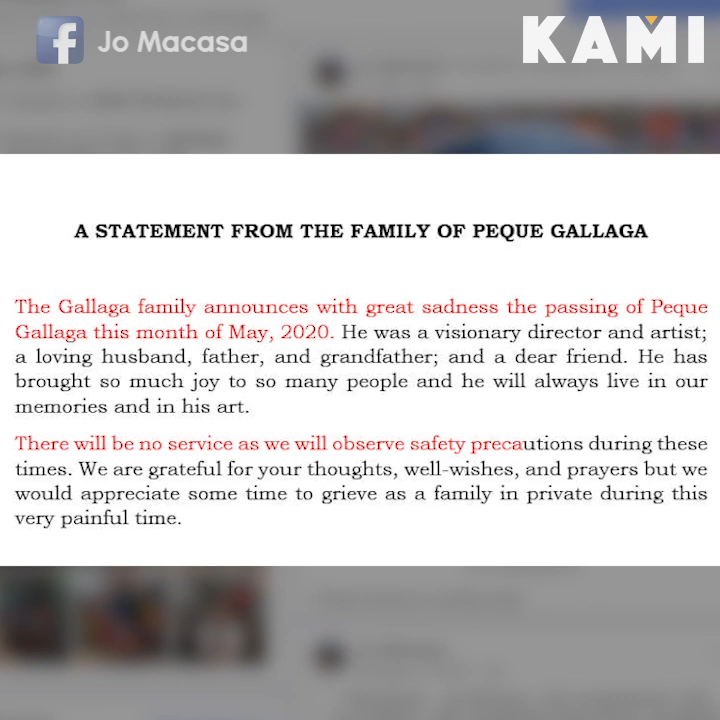 Jo Macasa
KAMI
A STATEMENT FROM THE FAMILY OF PEQUE GALLAGA
The Gallaga family announces with great sadness the passing of Peque
Gallaga this month of May, 2020. He was a visionary director and artist;
a loving husband, father, and grandfather; and a dear friend. He has
brought so much joy to so many people and he will always live in our
memories and in his art.
There will be no service as we will observe safety precautions during these
times. We are grateful for your thoughts, well-wishes, and prayers but we
would appreciate some time to grieve as a family in private during this
very painful time.